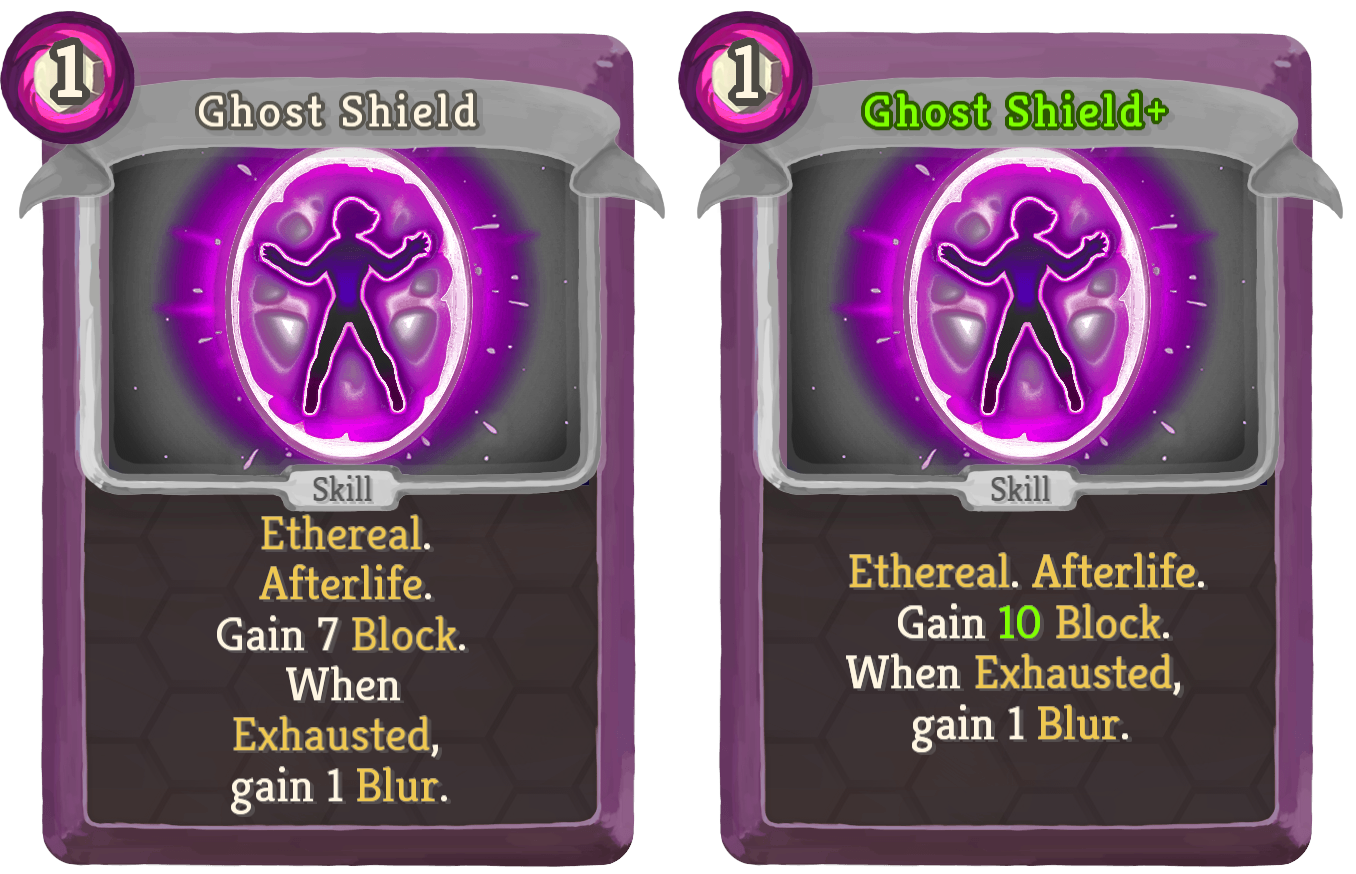 1
Ghost Shield
Skill
Ethereal.
Afterlife.
Gain 7 Block.
When
Exhausted,
gain 1 Blur.
1
Ghost Shield+
Skill
Ethereal. Afterlife.
Gain 10 Block.
When Exhausted,
gain 1 Blur.